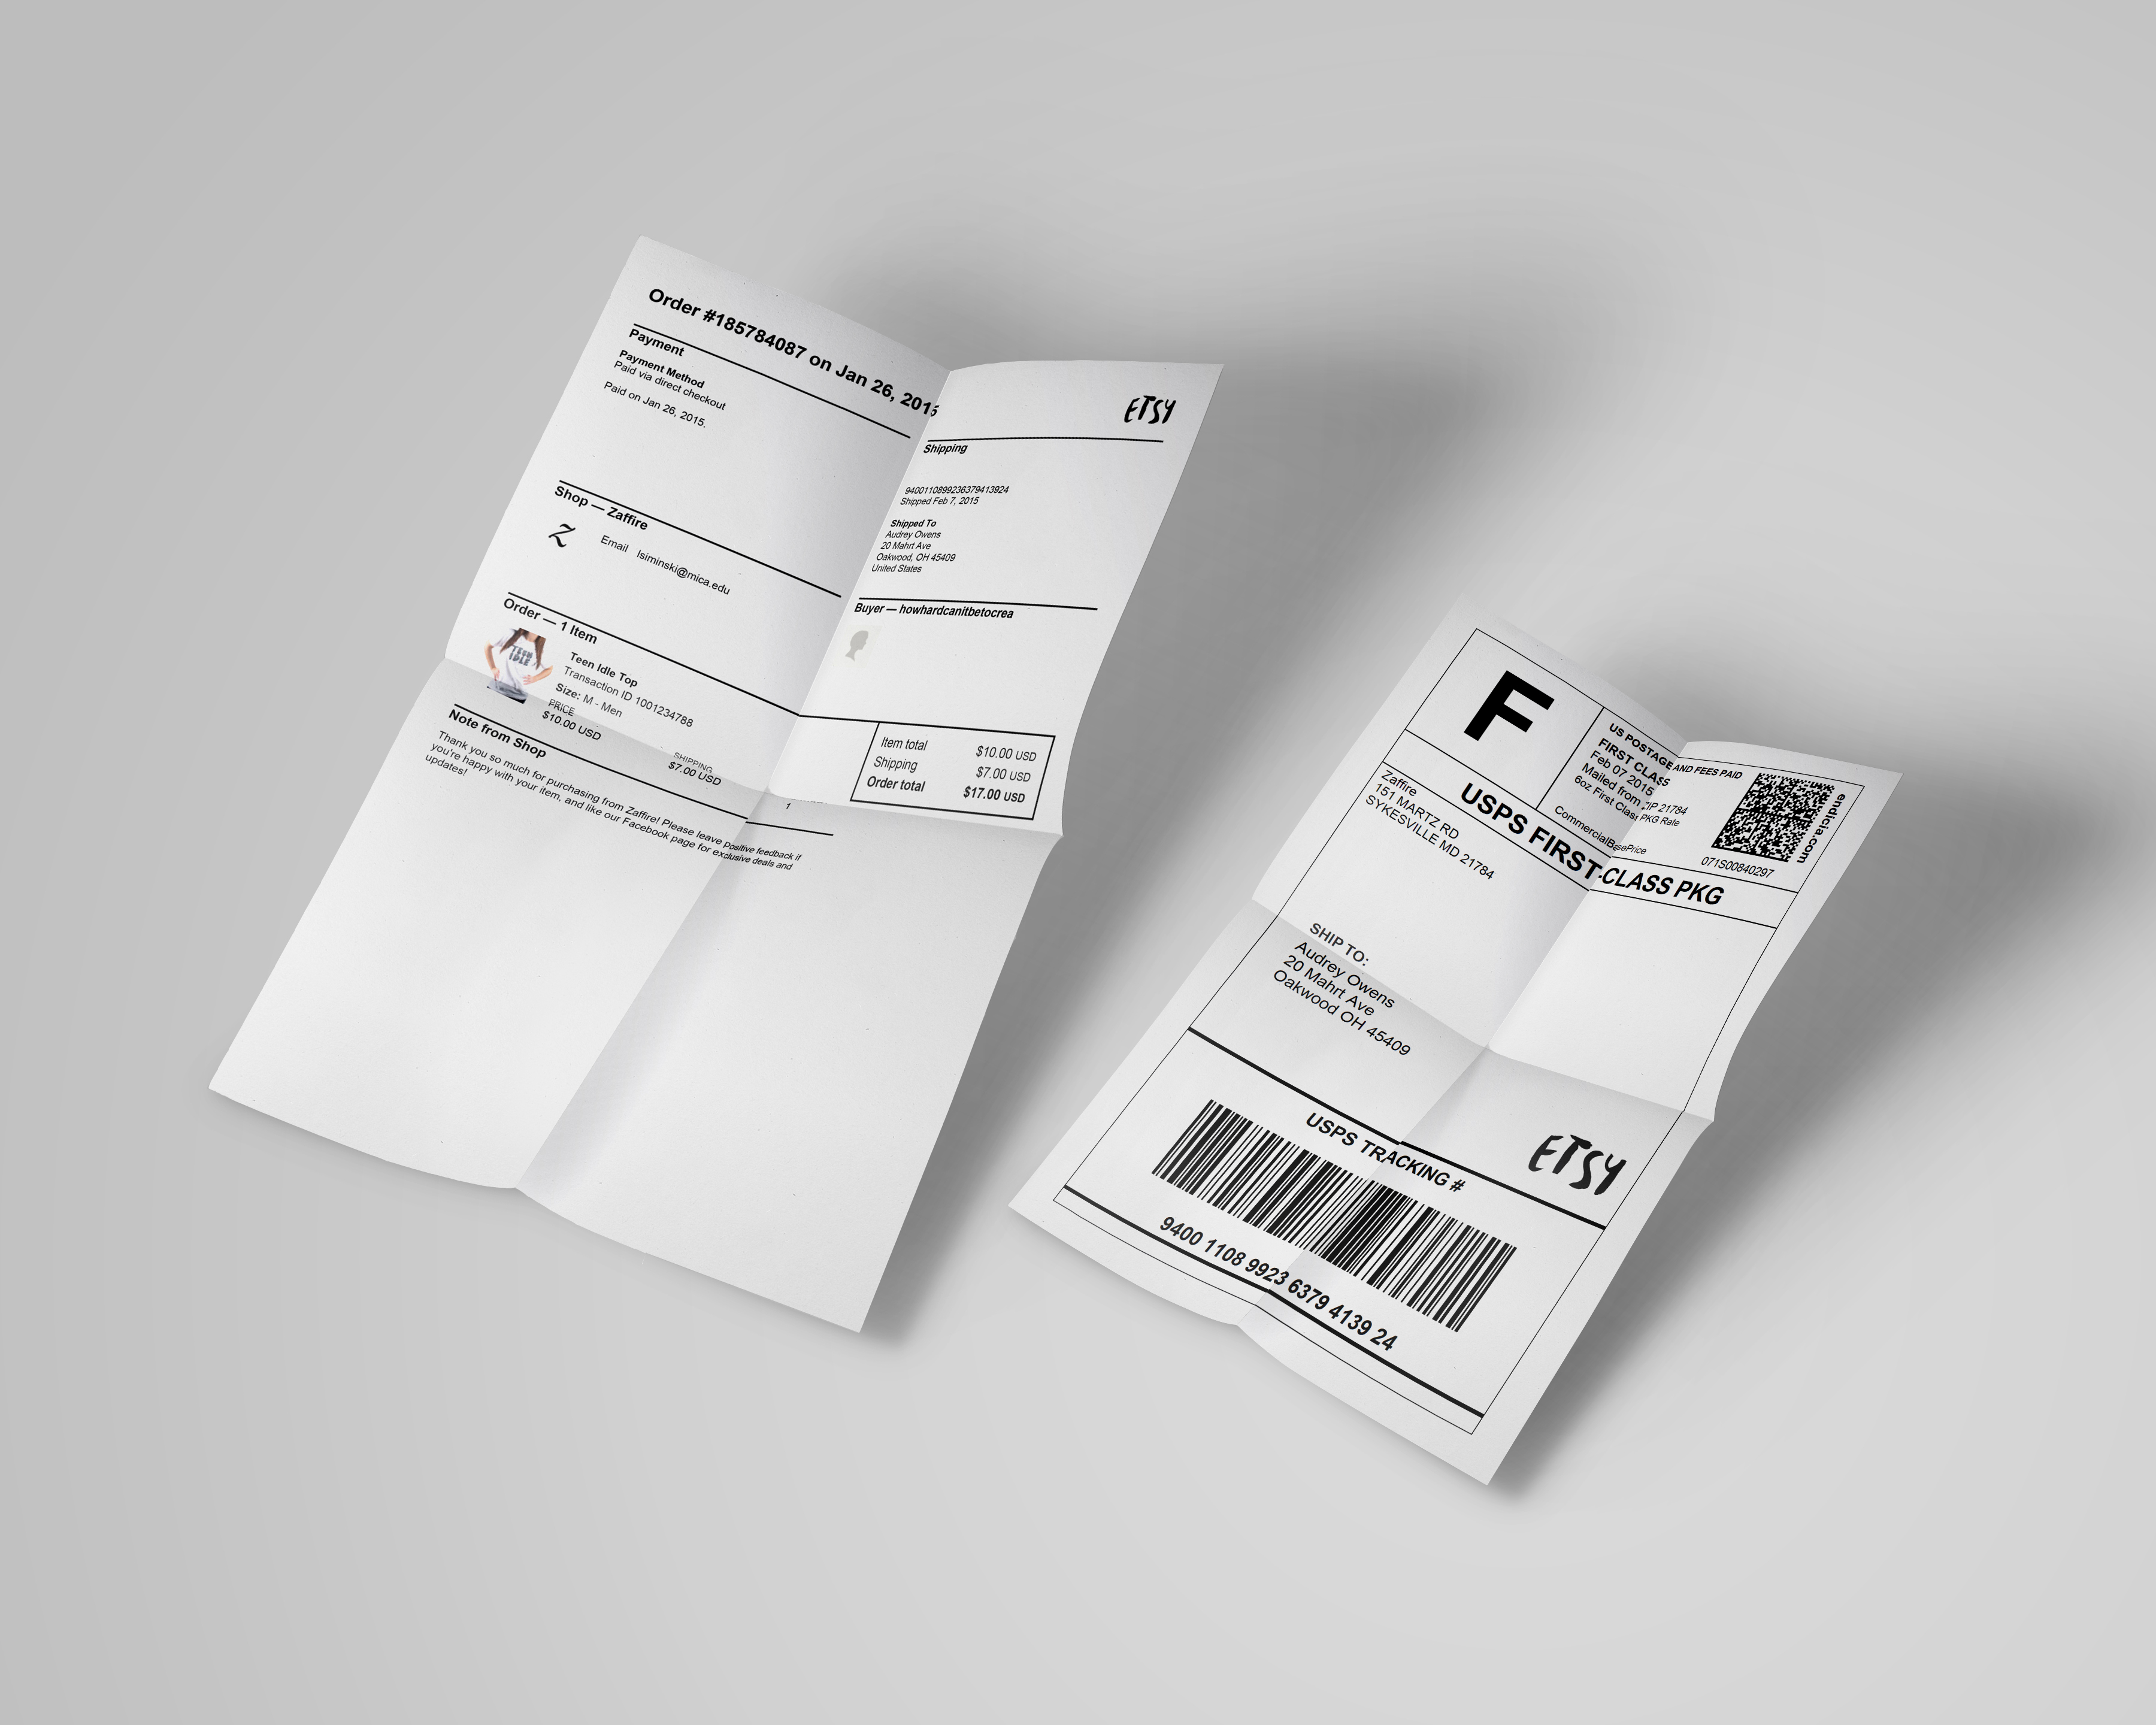 Order #185784087 on Jan 26, 2015
ETSY
Payment
Payment Method
Paid via direct checkout
Paid on Jan 26, 2015.
Shipping
9400110899236379413924
Shipped Feb 7, 2015
Shipped To
Audrey Owens
20 Mahrt Ave
Oakwood, OH 45409
United States
Shop — Zaffire
Z
Email lsiminski@mica.edu
Buyer — howhardcanitbetocrea
Order — 1 Item
TEEN
IDLE
Teen Idle Top
Transaction ID 1001234788
Size: M - Men
PRICE
$10.00 USD
SHIPPING
$7.00 USD
1
Item total $10.00 USD
Shipping $7.00 USD
Order total $17.00 USD
Note from Shop
Thank you so much for purchasing from Zaffire! Please leave positive feedback if
you're happy with your item, and like our Facebook page for exclusive deals and
updates!
F
US POSTAGE AND FEES PAID
FIRST CLASS
Feb 07 2015
Mailed from ZIP 21784
6oz First Class PKG Rate
CommercialBasePrice
071S00840297
endicia.com
USPS FIRST-CLASS PKG
Zaffire
151 MARTZ RD
SYKESVILLE MD 21784
SHIP TO:
Audrey Owens
20 Mahrt Ave
Oakwood OH 45409
ETSY
USPS TRACKING #
9400 1108 9923 6379 4139 24